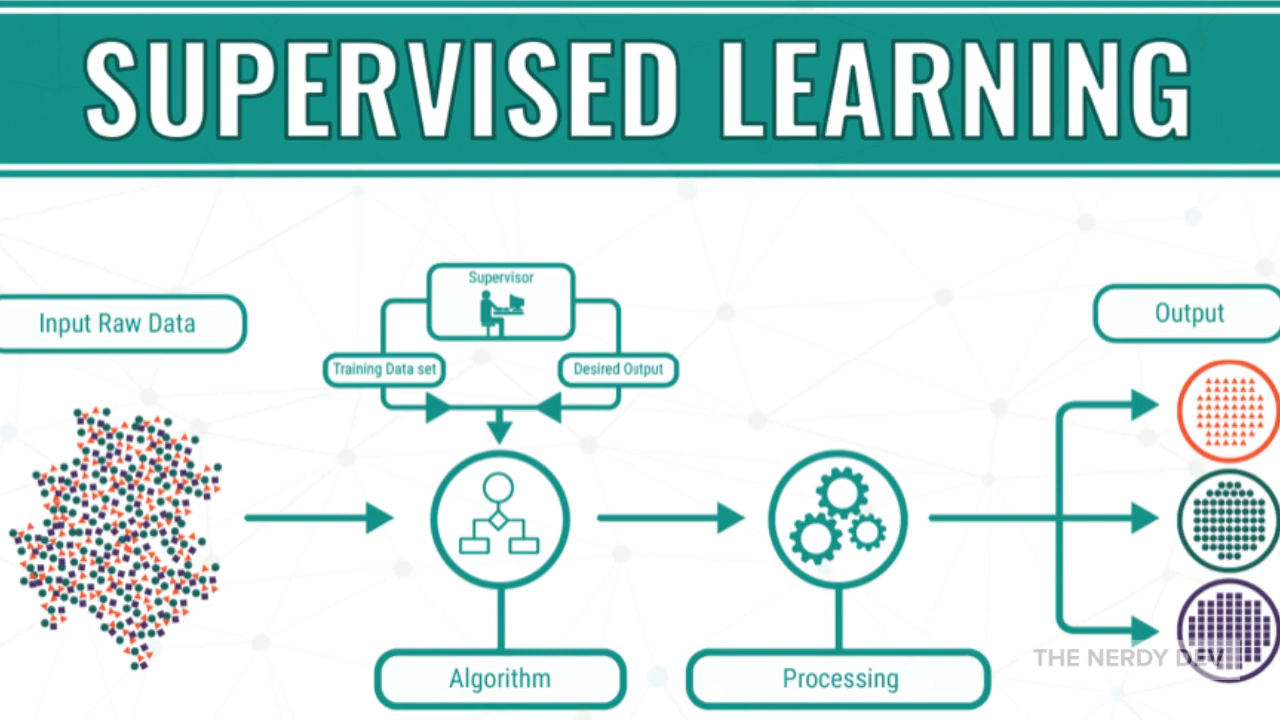 SUPERVISED LEARNING
Supervisor
Input Raw Data
Output
Training Data set
Desired Output
Algorithm
Processing
THE NERDY DEV